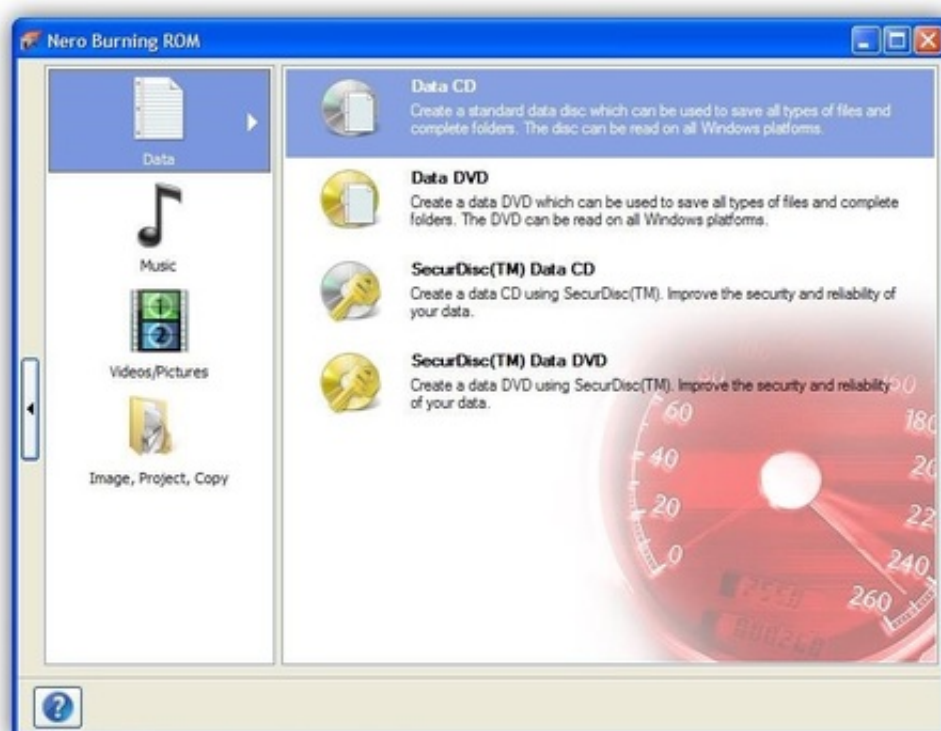 Nero Burning ROM
Data
Music
1
2
Videos/Pictures
Image, Project, Copy
Data CD
Create a standard data disc which can be used to save all types of files and
complete folders. The disc can be read on all Windows platforms.
Data DVD
Create a data DVD which can be used to save all types of files and complete
folders. The DVD can be read on all Windows platforms.
SecurDisc(TM) Data CD
Create a data CD using SecurDisc(TM). Improve the security and reliability of
your data.
SecurDisc(TM) Data DVD
Create a data DVD using SecurDisc(TM). Improve the security and reliability
of your data.
80
60
180
40
20
0
240
260
?